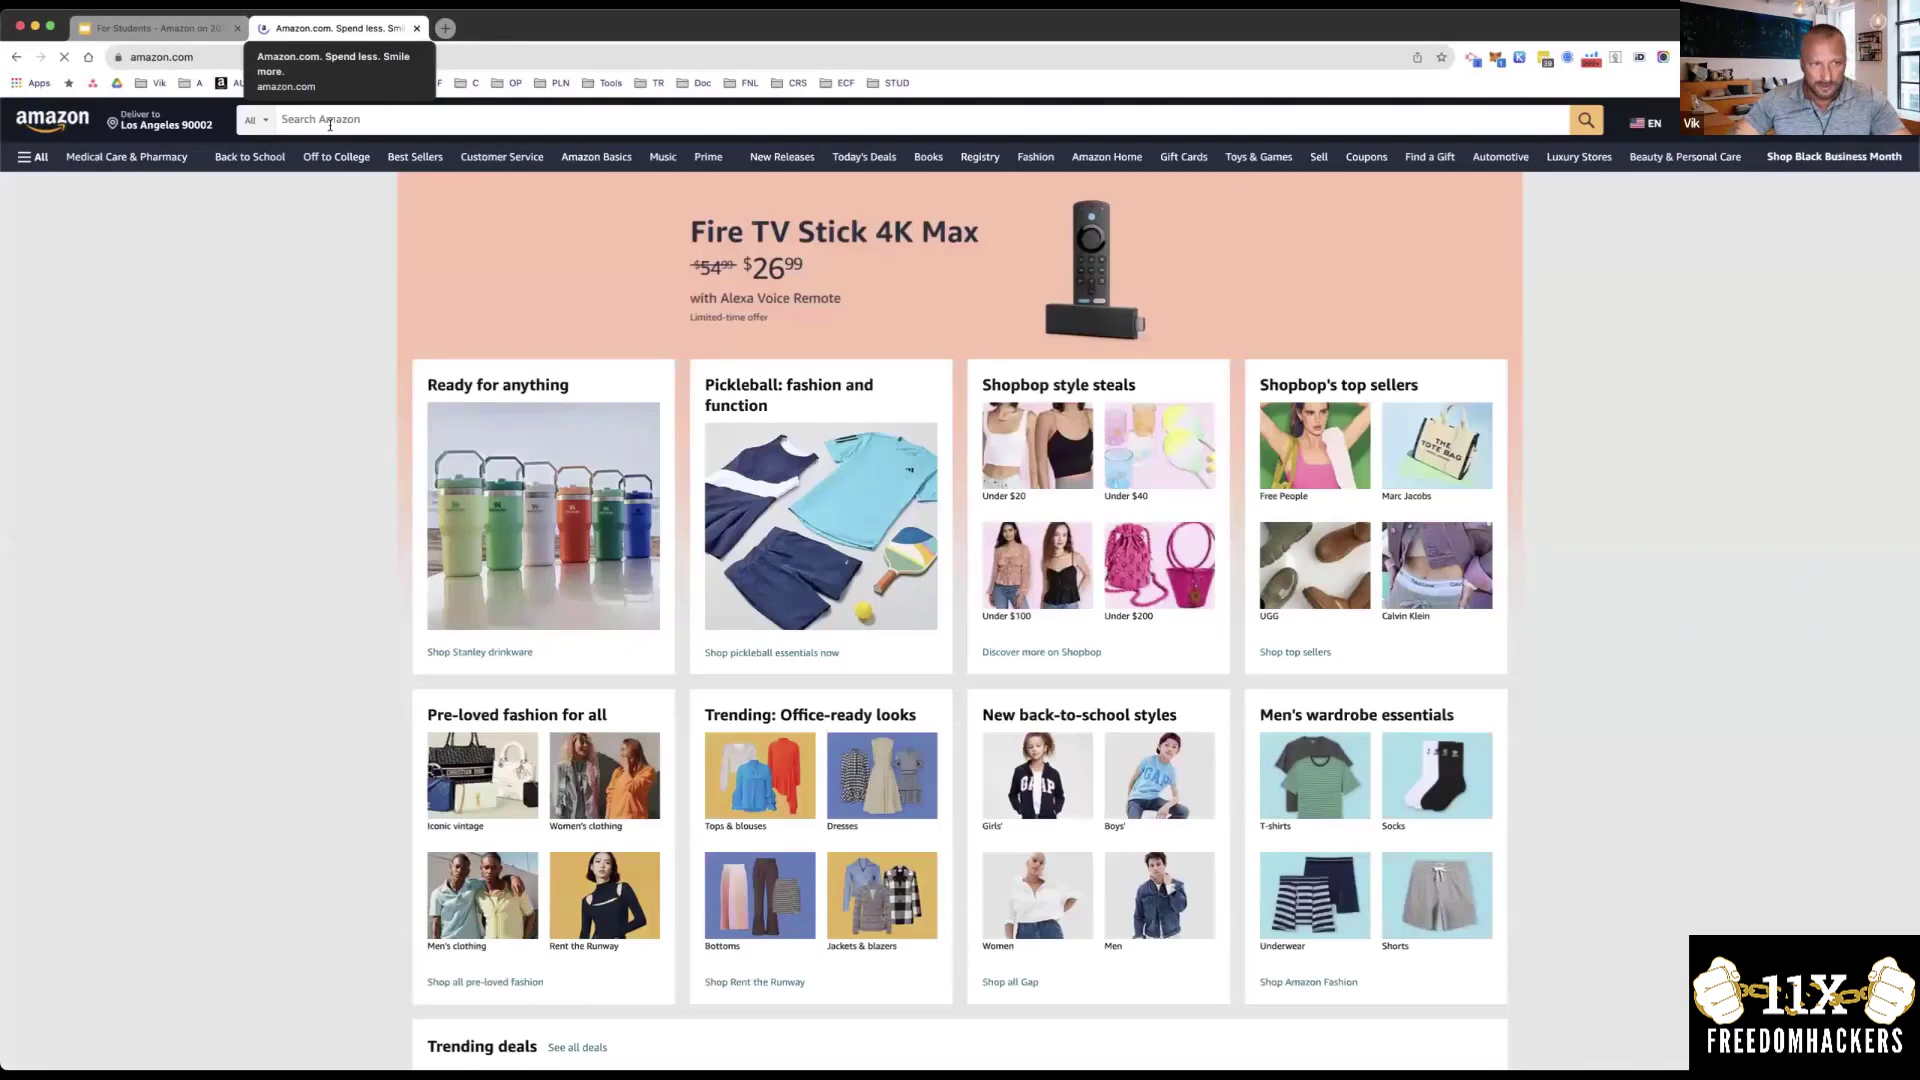 For Students - Amazon on 20
Amazon.com. Spend less. Smi
amazon.com
Amazon.com. Spend less. Smile
more.
amazon.com
Apps
Vik
A
C
OP
PLN
Tools
TR
Doc
FNL
CRS
ECF
STUD
amazon
Deliver to
Los Angeles 90002
All
Search Amazon
EN
Vik
All
Medical Care & Pharmacy
Back to School
Off to College
Best Sellers
Customer Service
Amazon Basics
Music
Prime
New Releases
Today's Deals
Books
Registry
Fashion
Amazon Home
Gift Cards
Toys & Games
Sell
Coupons
Find a Gift
Automotive
Luxury Stores
Beauty & Personal Care
Shop Black Business Month
Fire TV Stick 4K Max
$54.99 $26.99
with Alexa Voice Remote
Limited-time offer
Ready for anything
Shop Stanley drinkware
Pickleball: fashion and
function
Shop pickleball essentials now
Shopbop style steals
Under $20
Under $40
Under $100
Under $200
Discover more on Shopbop
Shopbop's top sellers
THE
TOTE BAG
Free People
Marc Jacobs
UGG
Calvin Klein
Shop top sellers
Pre-loved fashion for all
CHRISTIAN DIOR
Iconic vintage
Women's clothing
Men's clothing
Rent the Runway
Shop all pre-loved fashion
Trending: Office-ready looks
Tops & blouses
Dresses
Bottoms
Jackets & blazers
Shop Rent the Runway
New back-to-school styles
GAP
GAP
Girls'
Boys'
Women
Men
Shop all Gap
Men's wardrobe essentials
T-shirts
Socks
Underwear
Shorts
Shop Amazon Fashion
Trending deals
See all deals
11X
FREEDOMHACKERS